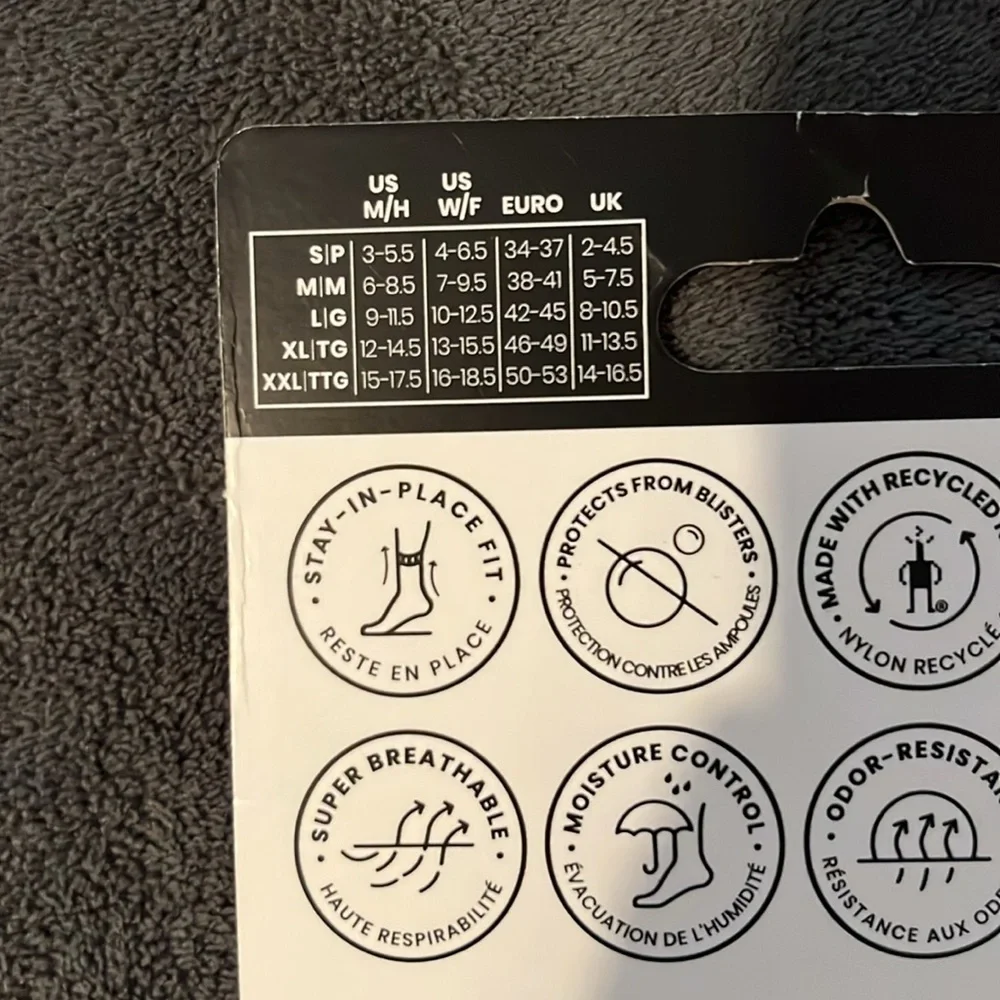 US US
M/H W/F EURO UK
S|P 3-5.5 4-6.5 34-37 2-4.5
M|M 6-8.5 7-9.5 38-41 5-7.5
L|G 9-11.5 10-12.5 42-45 8-10.5
XL|TG 12-14.5 13-15.5 46-49 11-13.5
XXL|TTG 15-17.5 16-18.5 50-53 14-16.5
• STAY-IN-PLACE FIT •
RESTE EN PLACE
• PROTECTS FROM BLISTERS •
PROTECTION CONTRE LES AMPOULES
• MADE WITH RECYCLED
®
NYLON RECYCLÉ
• SUPER BREATHABLE •
HAUTE RESPIRABILITÉ
• MOISTURE CONTROL •
ÉVACUATION DE L'HUMIDITÉ
• ODOR-RESISTA
RÉSISTANCE AUX OD